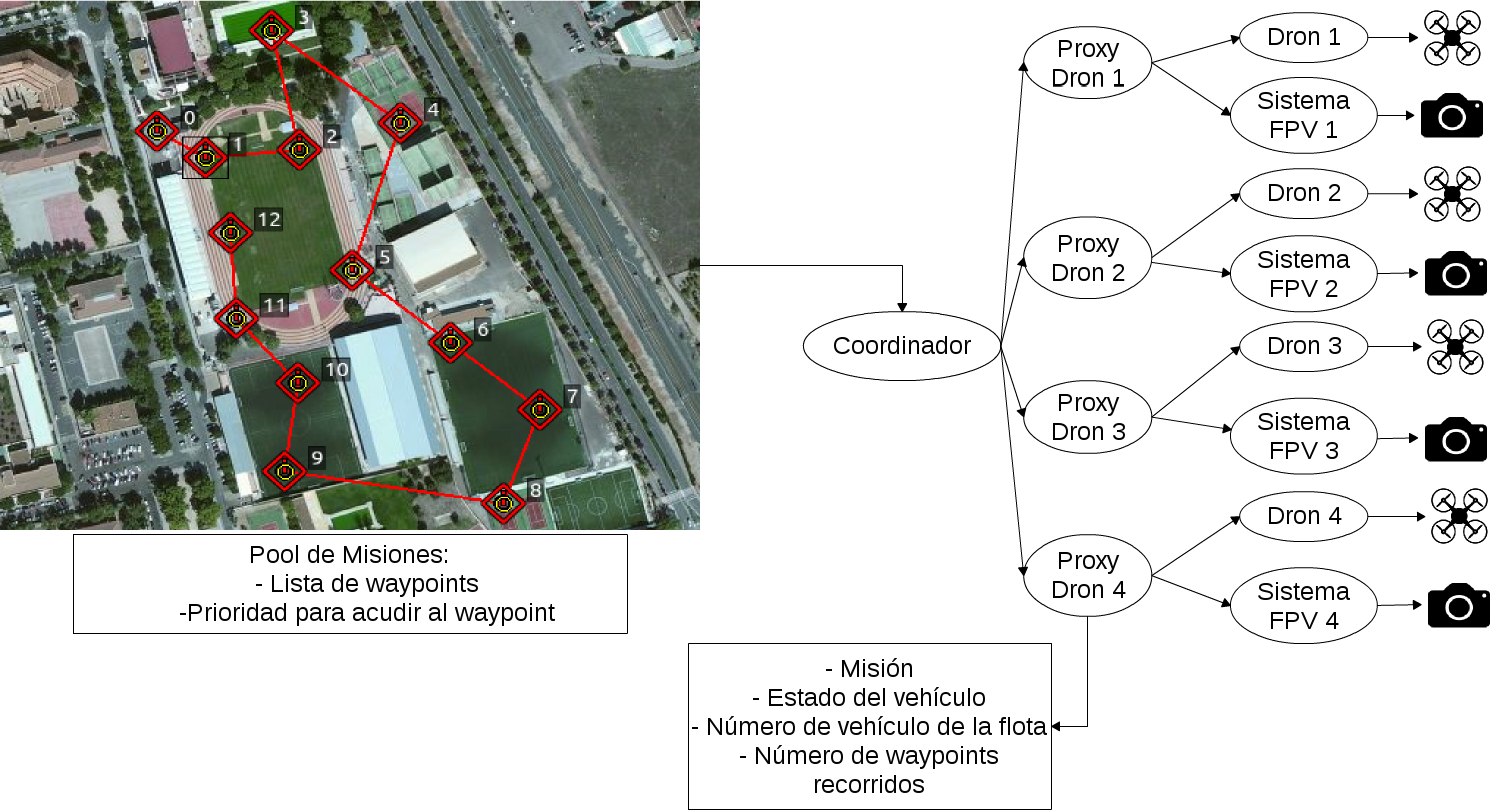 3
4
0
1
2
12
5
11
6
10
7
9
8
Pool de Misiones:
- Lista de waypoints
-Prioridad para acudir al waypoint
Coordinador
Proxy
Dron 1
Dron 1
Sistema
FPV 1
Proxy
Dron 2
Dron 2
Sistema
FPV 2
Proxy
Dron 3
Dron 3
Sistema
FPV 3
Proxy
Dron 4
Dron 4
Sistema
FPV 4
- Misión
- Estado del vehículo
- Número de vehículo de la flota
- Número de waypoints
recorridos